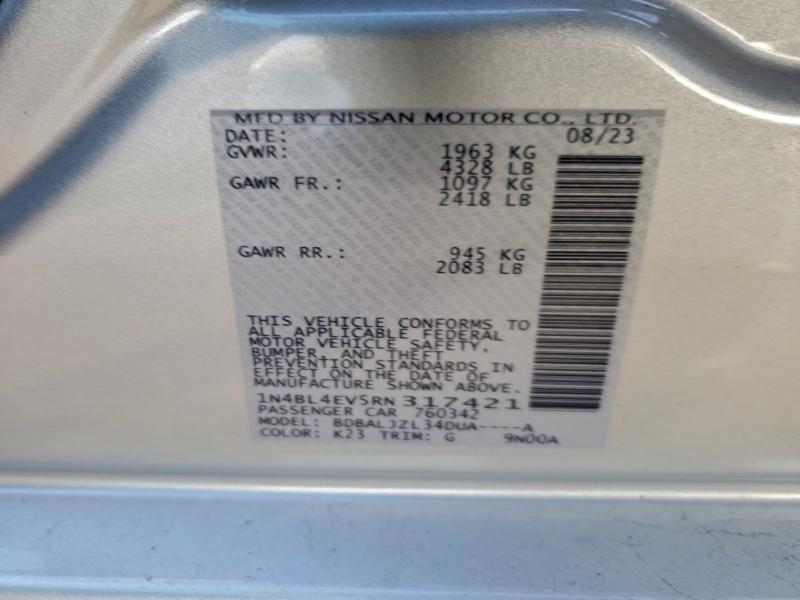 MFD BY NISSAN MOTOR CO., LTD.
DATE: 08/23
GVWR: 1963 KG
4328 LB
GAWR FR.: 1097 KG
2418 LB
GAWR RR.: 945 KG
2083 LB
THIS VEHICLE CONFORMS TO
ALL APPLICABLE FEDERAL
MOTOR VEHICLE SAFETY,
BUMPER, AND THEFT
PREVENTION STANDARDS IN
EFFECT ON THE DATE OF
MANUFACTURE SHOWN ABOVE.
1N4BL4EV5RN317421
PASSENGER CAR 760342
MODEL: BDBALJZL34DUA----A
COLOR: K23 TRIM: G 9N00A